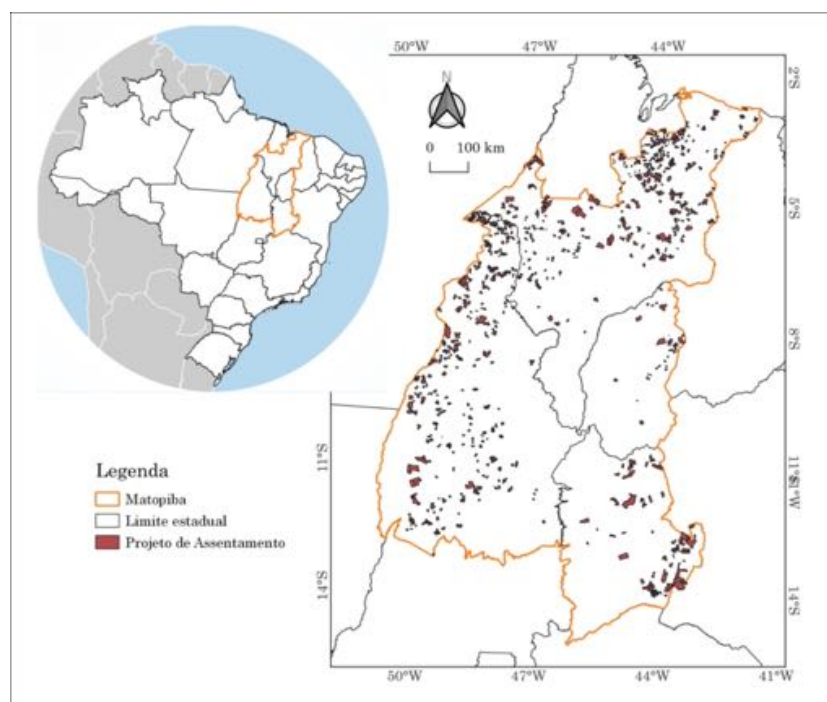 50°W 47°W 44°W
2°S
N
0 100 km
5°S
8°S
Legenda
Matopiba
Limite estadual
Projeto de Assentamento
11°S
14°S
14°S
50°W 47°W 44°W 41°W